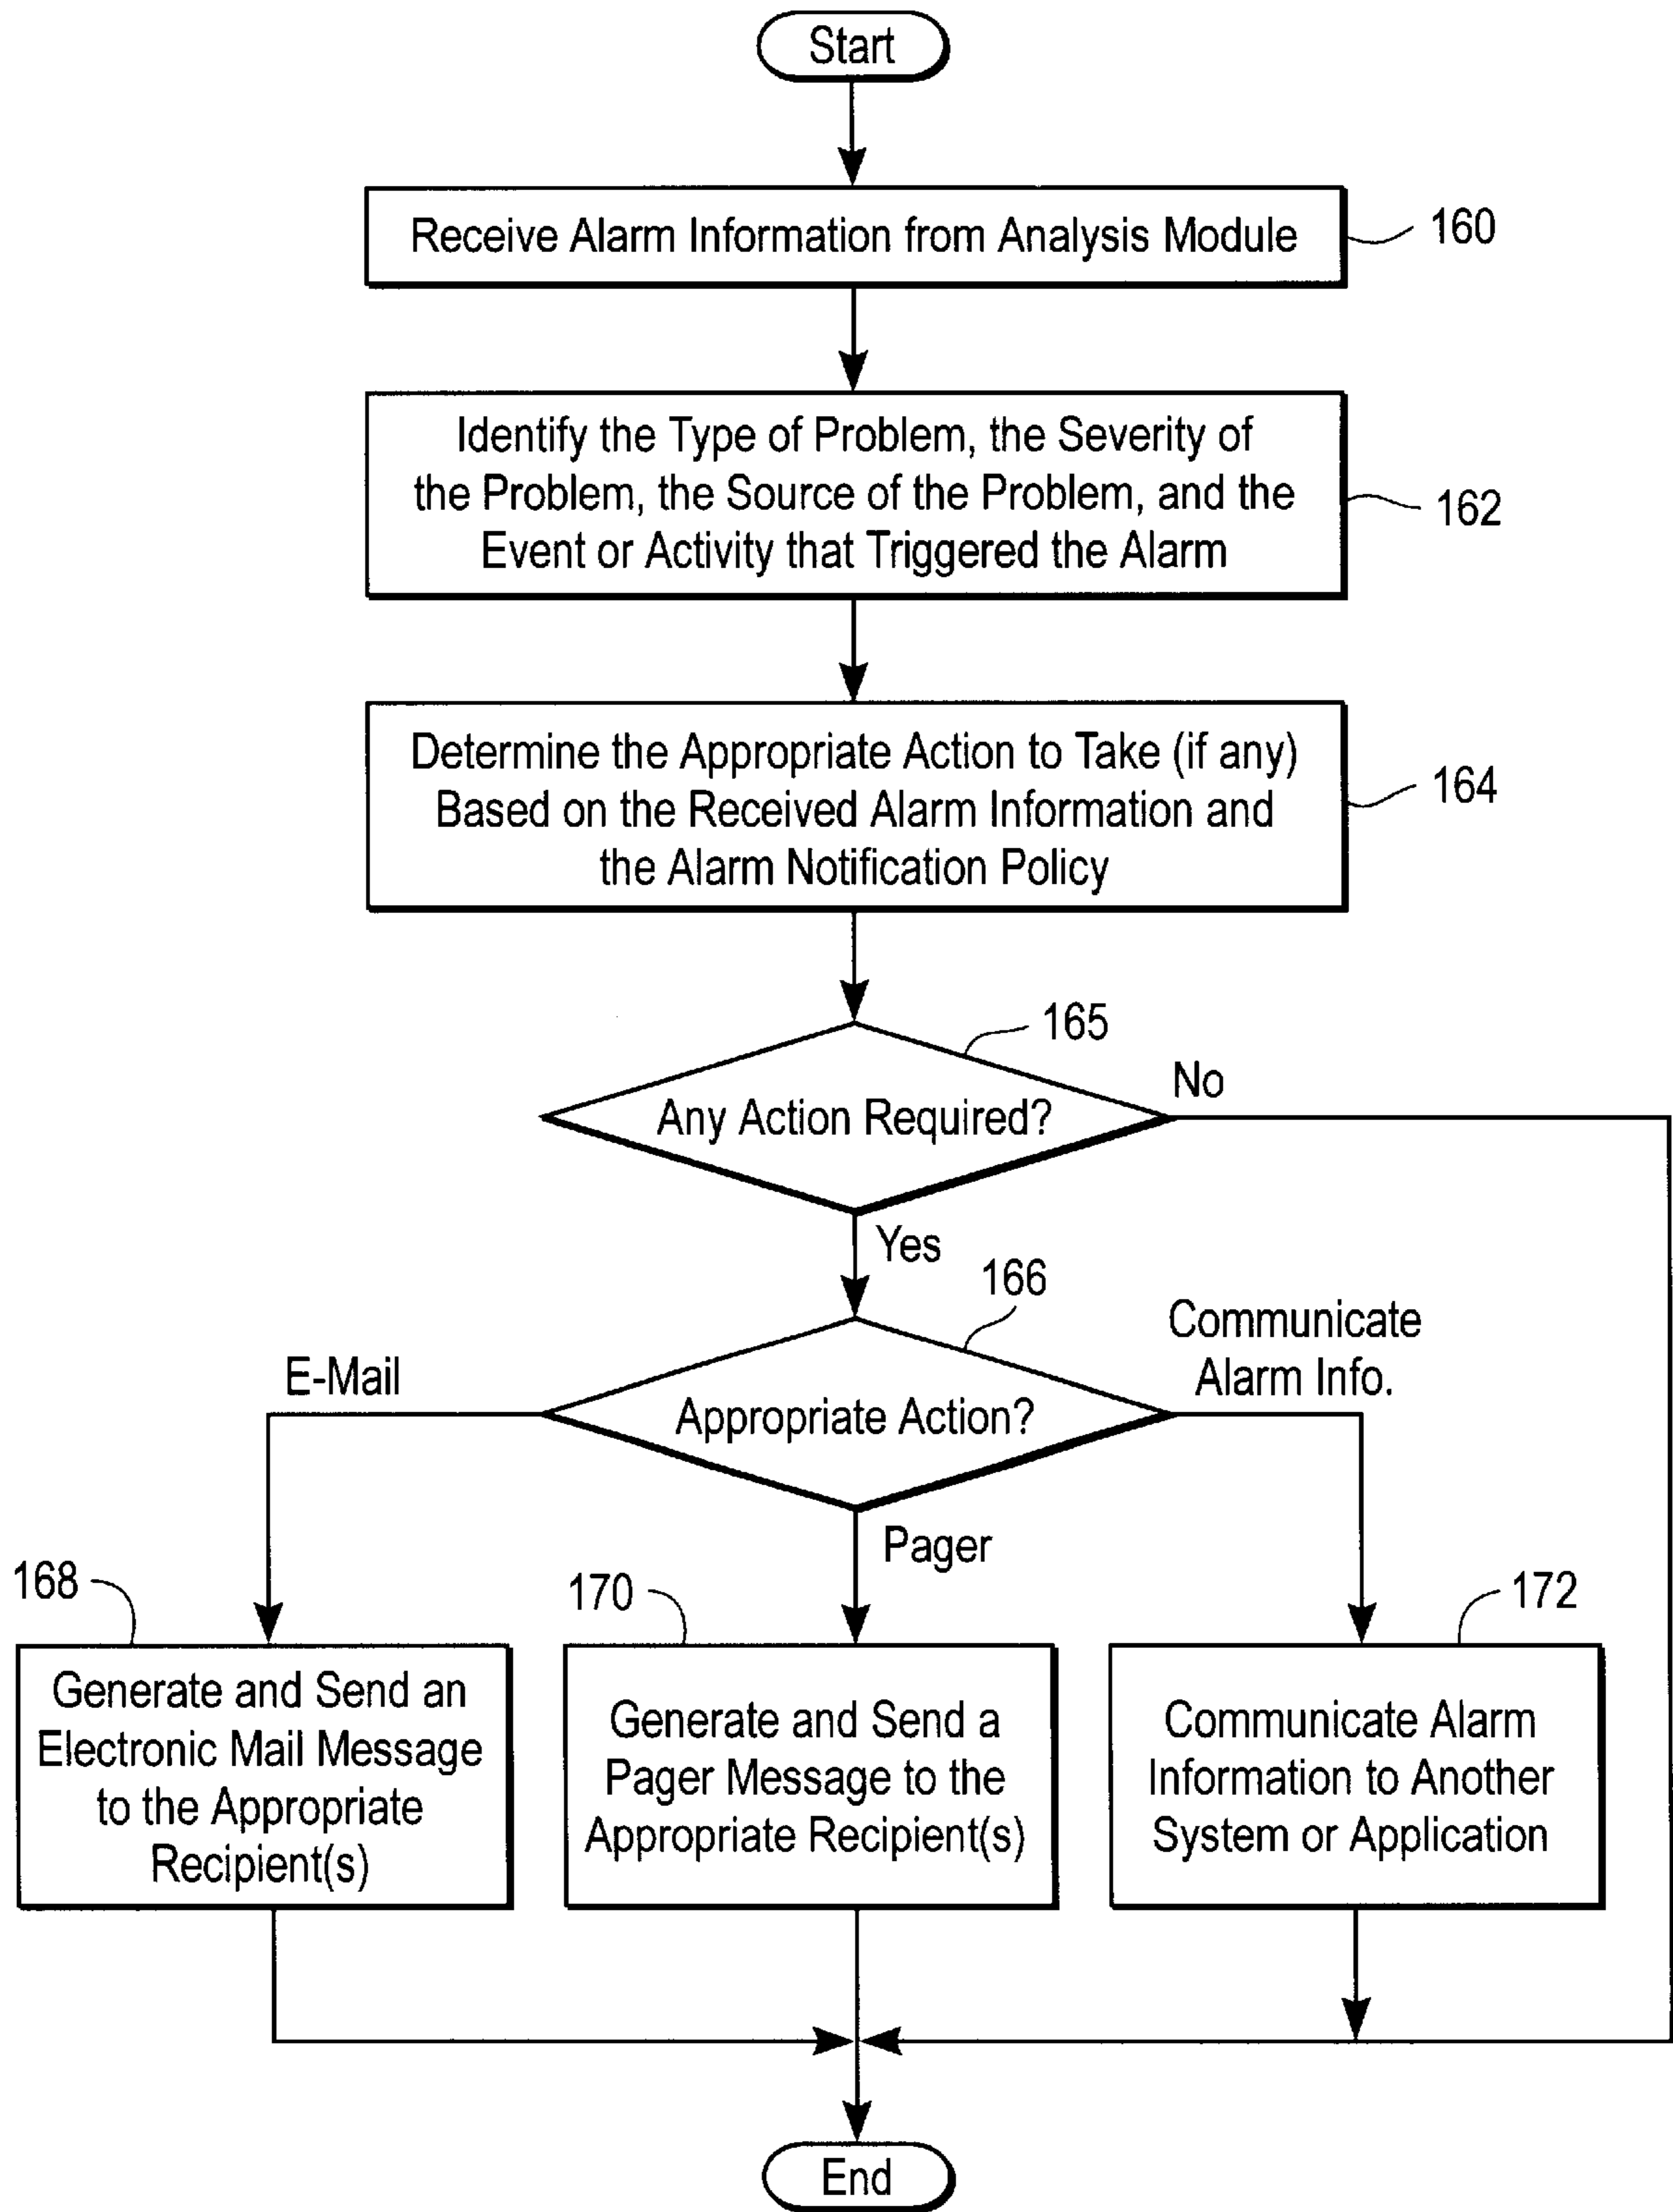 Start
Receive Alarm Information from Analysis Module
160
Identify the Type of Problem, the Severity of
the Problem, the Source of the Problem, and the
Event or Activity that Triggered the Alarm
162
Determine the Appropriate Action to Take (if any)
Based on the Received Alarm Information and
the Alarm Notification Policy
164
165
Any Action Required?
No
Yes
166
Appropriate Action?
E-Mail
Communicate
Alarm Info.
Pager
168
Generate and Send an
Electronic Mail Message
to the Appropriate
Recipient(s)
170
Generate and Send a
Pager Message to the
Appropriate Recipient(s)
172
Communicate Alarm
Information to Another
System or Application
End